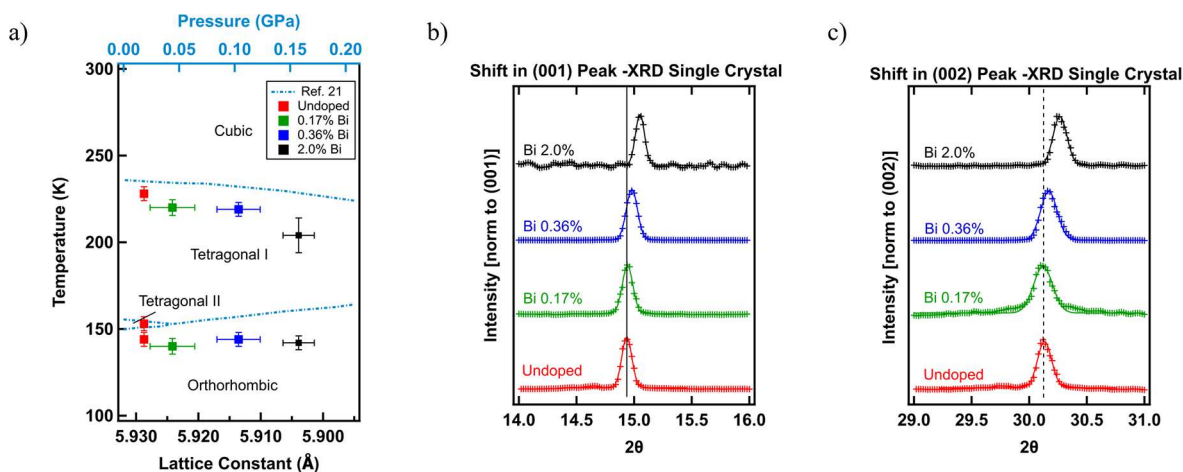 a)
Pressure (GPa)
0.00 0.05 0.10 0.15 0.20
300
250
200
150
100
Temperature (K)
Ref. 21
Undoped
0.17% Bi
0.36% Bi
2.0% Bi
Cubic
Tetragonal I
Tetragonal II
Orthorhombic
5.930 5.920 5.910 5.900
Lattice Constant (Å)
b)
Shift in (001) Peak -XRD Single Crystal
Intensity [norm to (001)]
Bi 2.0%
Bi 0.36%
Bi 0.17%
Undoped
14.0 14.5 15.0 15.5 16.0
2θ
c)
Shift in (002) Peak -XRD Single Crystal
Intensity [norm to (002)]
Bi 2.0%
Bi 0.36%
Bi 0.17%
Undoped
29.0 29.5 30.0 30.5 31.0
2θ